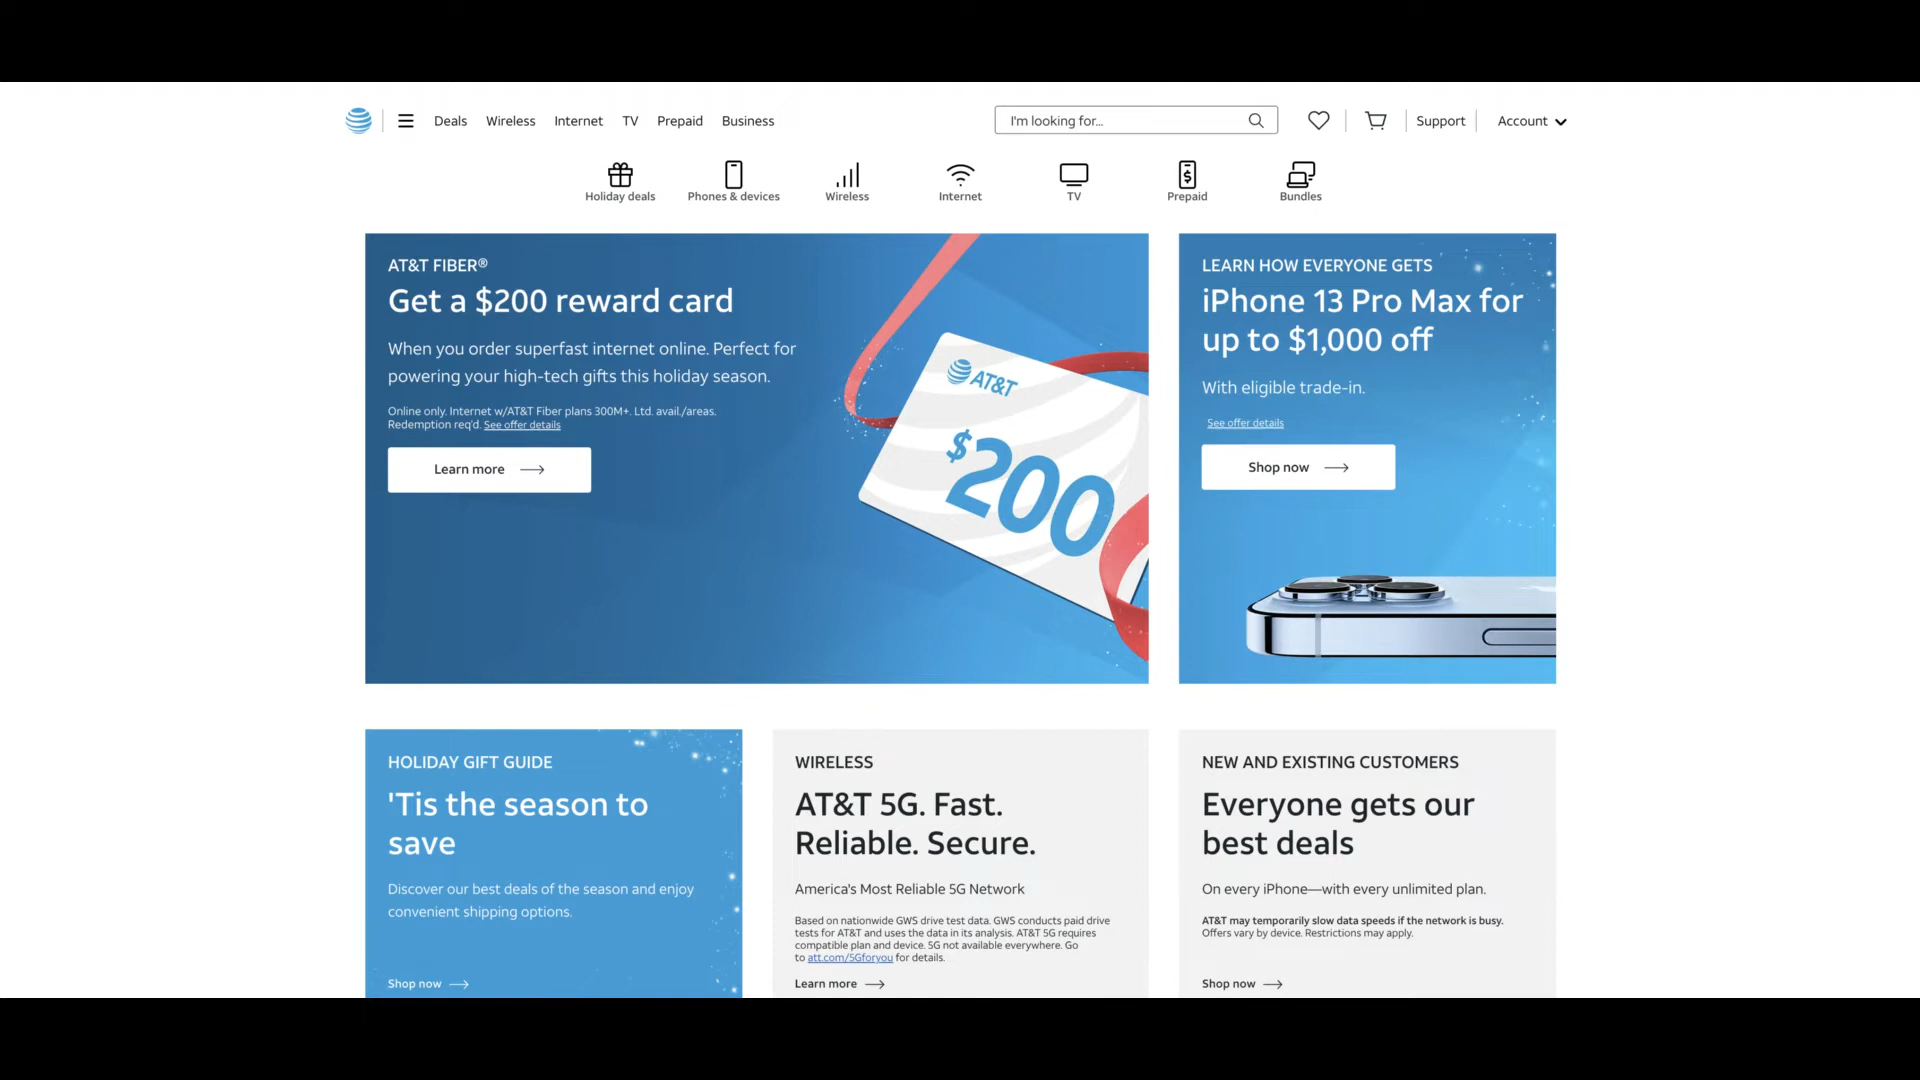 Deals Wireless Internet TV Prepaid Business I'm looking for... Support Account
Holiday deals Phones & devices Wireless Internet TV Prepaid Bundles
AT&T FIBER®
Get a $200 reward card
When you order superfast internet online. Perfect for
powering your high-tech gifts this holiday season.
Online only. Internet w/AT&T Fiber plans 300M+. Ltd. avail./areas.
Redemption req'd. See offer details
Learn more
AT&T
$200
LEARN HOW EVERYONE GETS
iPhone 13 Pro Max for
up to $1,000 off
With eligible trade-in.
See offer details
Shop now
HOLIDAY GIFT GUIDE
'Tis the season to
save
Discover our best deals of the season and enjoy
convenient shipping options.
Shop now
WIRELESS
AT&T 5G. Fast.
Reliable. Secure.
America's Most Reliable 5G Network
Based on nationwide GWS drive test data. GWS conducts paid drive
tests for AT&T and uses the data in its analysis. AT&T 5G requires
compatible plan and device. 5G not available everywhere. Go
to att.com/5Gforyou for details.
Learn more
NEW AND EXISTING CUSTOMERS
Everyone gets our
best deals
On every iPhone—with every unlimited plan.
AT&T may temporarily slow data speeds if the network is busy.
Offers vary by device. Restrictions may apply.
Shop now